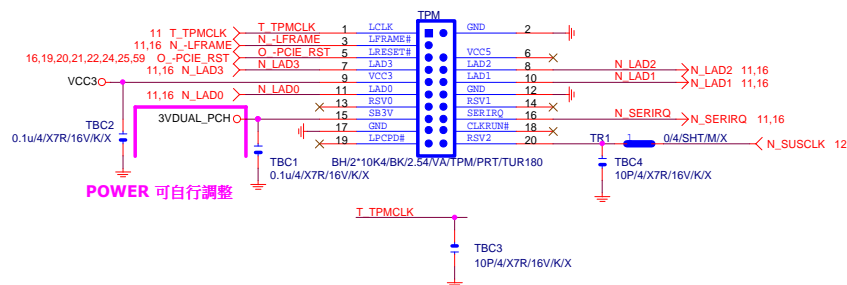 TPM
11 T_TPMCLK T_TPMCLK 1 LCLK GND 2
11,16 N_-LFRAME N_-LFRAME 3 LFRAME#
16,19,20,21,22,24,25,59 O_-PCIE_RST O_-PCIE_RST 5 LRESET# VCC5 6
11,16 N_LAD3 N_LAD3 7 LAD3 LAD2 8 N_LAD2 N_LAD2 11,16
VCC3 9 VCC3 LAD1 10 N_LAD1 N_LAD1 11,16
11,16 N_LAD0 N_LAD0 11 LAD0 GND 12
13 RSV0 RSV1 14
3VDUAL_PCH 15 SB3V SERIRQ 16 N_SERIRQ N_SERIRQ 11,16
17 GND CLKRUN# 18
19 LPCPD# RSV2 20 TR1 1 0/4/SHT/M/X N_SUSCLK 12
TBC2
0.1u/4/X7R/16V/K/X
BH/2*10K4/BK/2.54/VA/TPM/PRT/TUR180
TBC1
0.1u/4/X7R/16V/K/X
TBC4
10P/4/X7R/16V/K/X
POWER 可自行調整
T_TPMCLK
TBC3
10P/4/X7R/16V/K/X